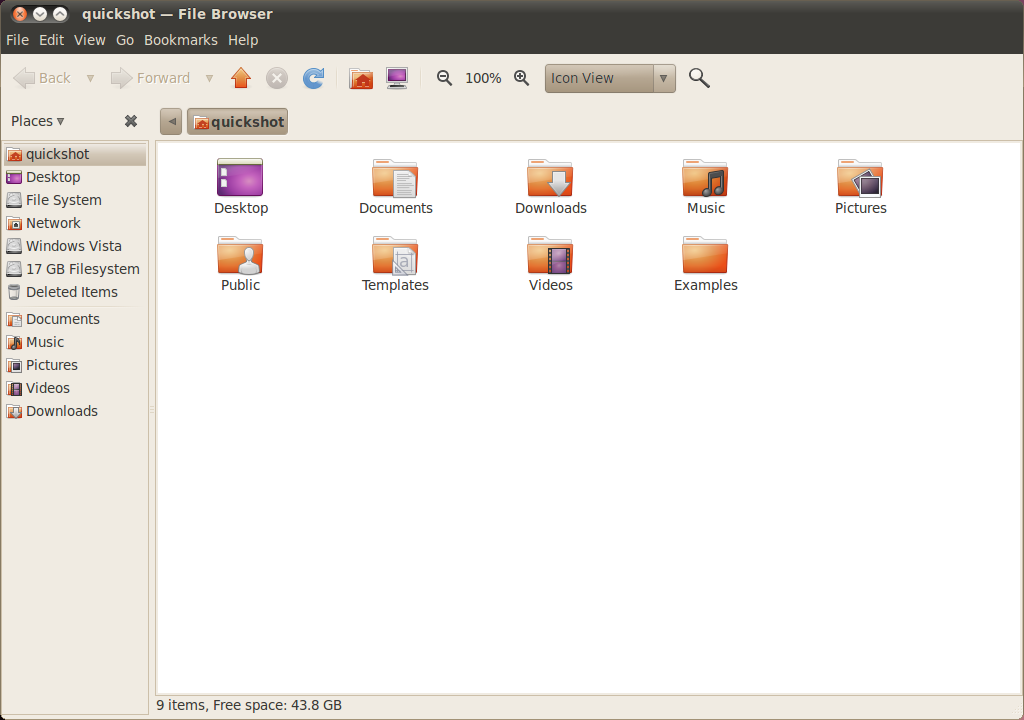 quickshot — File Browser
File Edit View Go Bookmarks Help
Back Forward 100% Icon View
Places quickshot
quickshot
Desktop
File System
Network
Windows Vista
17 GB Filesystem
Deleted Items
Documents
Music
Pictures
Videos
Downloads
Desktop Documents Downloads Music Pictures
Public Templates Videos Examples
9 items, Free space: 43.8 GB